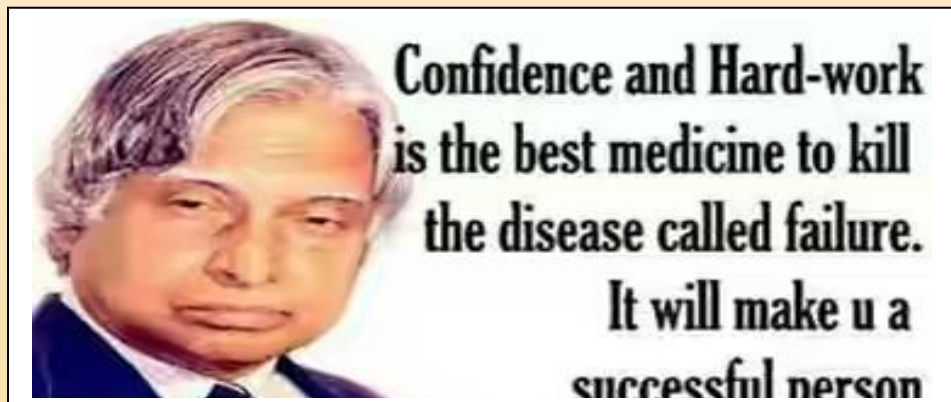 Confidence and Hard-work
is the best medicine to kill
the disease called failure.
It will make u a
successful person